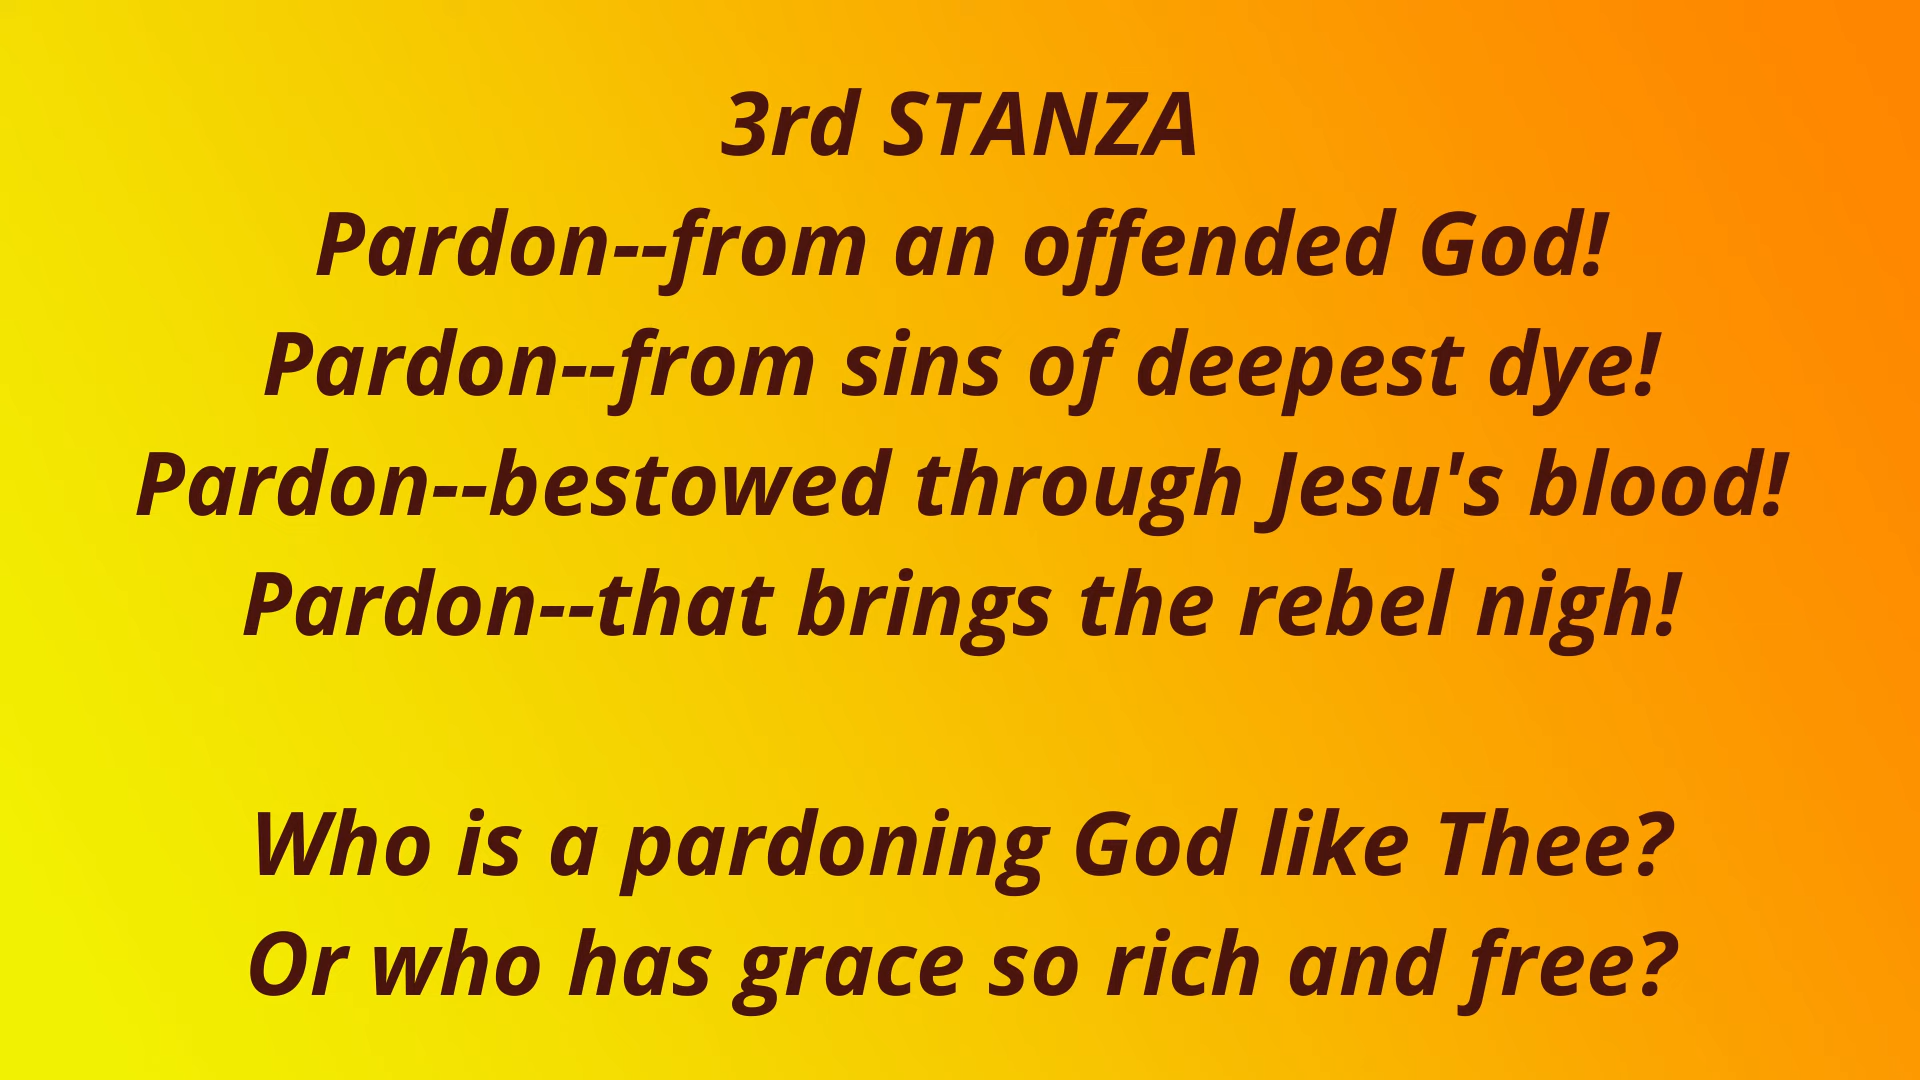 3rd STANZA
Pardon--from an offended God!
Pardon--from sins of deepest dye!
Pardon--bestowed through Jesu's blood!
Pardon--that brings the rebel nigh!
Who is a pardoning God like Thee?
Or who has grace so rich and free?